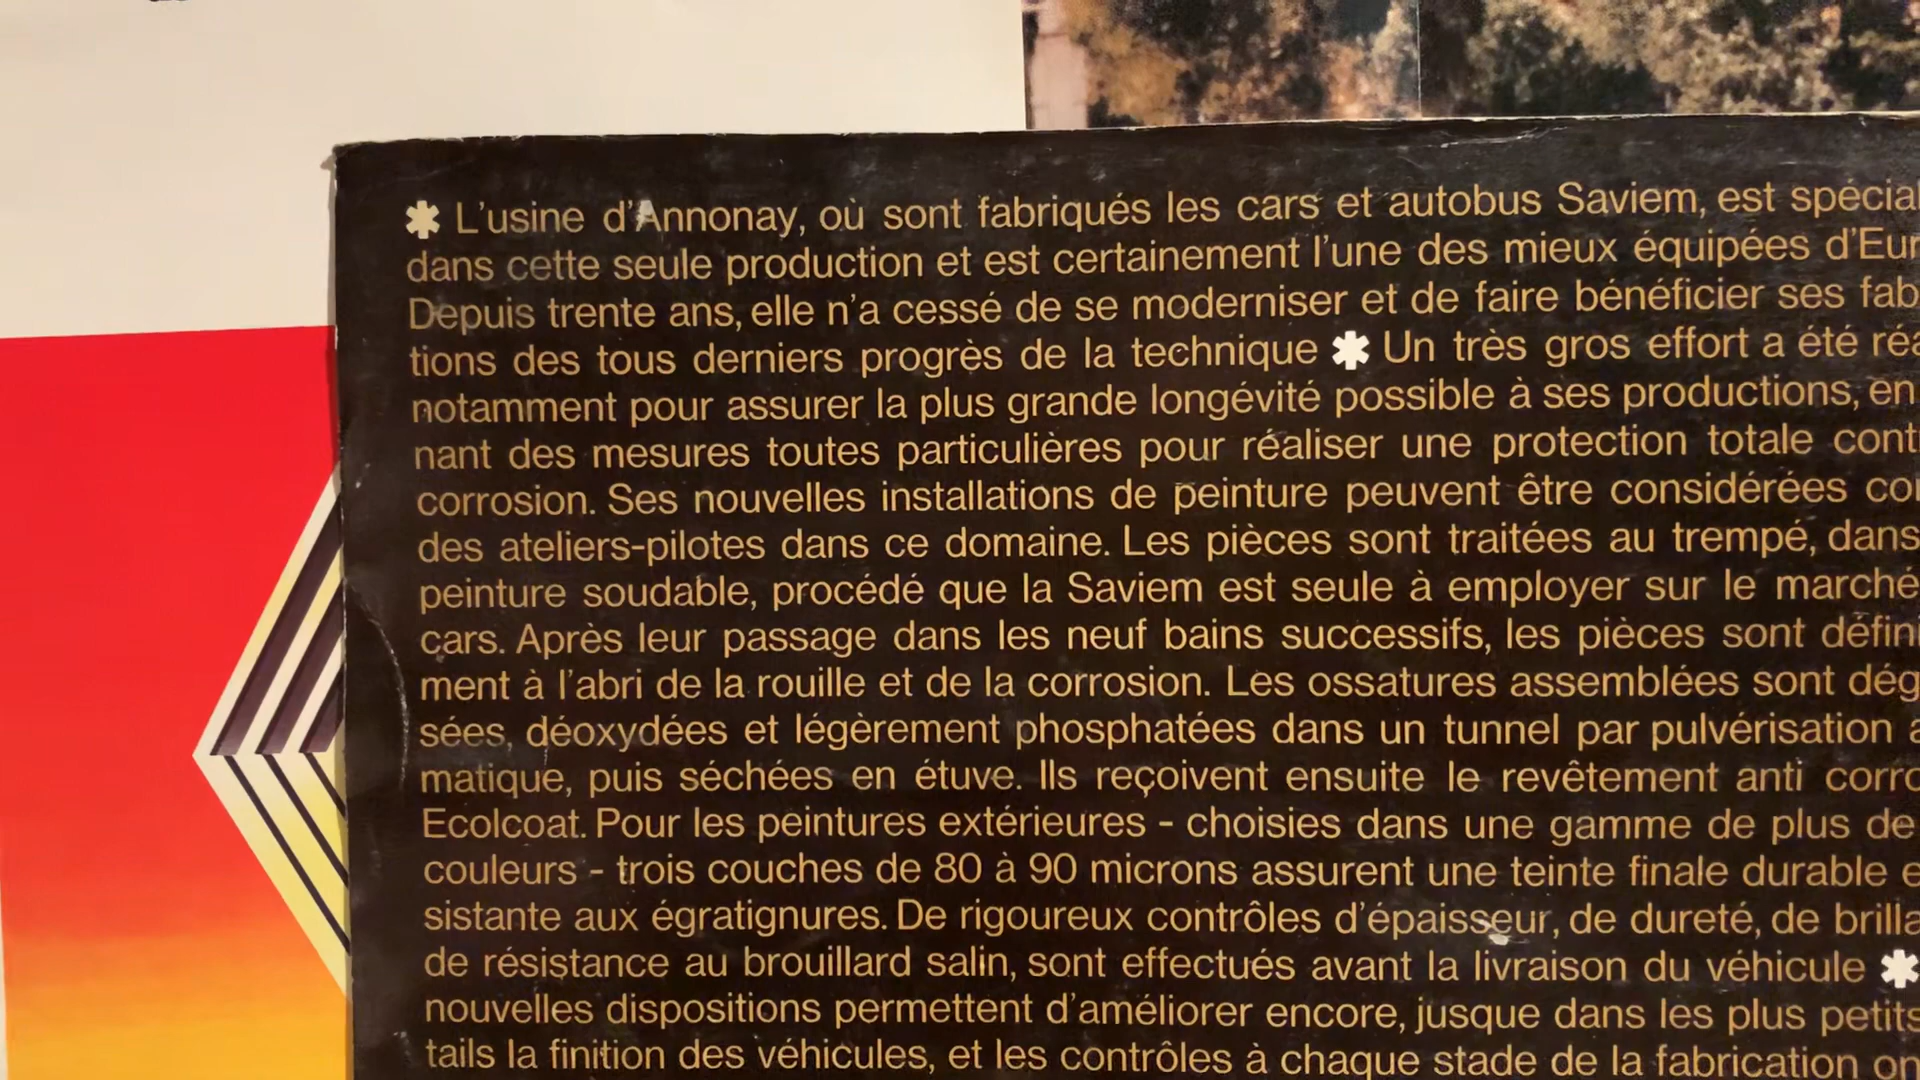 ✱ L'usine d'Annonay, où sont fabriqués les cars et autobus Saviem, est spécial
dans cette seule production et est certainement l'une des mieux équipées d'Eur
Depuis trente ans, elle n'a cessé de se moderniser et de faire bénéficier ses fab
tions des tous derniers progrès de la technique ✱ Un très gros effort a été réa
notamment pour assurer la plus grande longévité possible à ses productions, en
nant des mesures toutes particulières pour réaliser une protection totale cont
corrosion. Ses nouvelles installations de peinture peuvent être considérées co
des ateliers-pilotes dans ce domaine. Les pièces sont traitées au trempé, dans
peinture soudable, procédé que la Saviem est seule à employer sur le marché
cars. Après leur passage dans les neuf bains successifs, les pièces sont défin
ment à l'abri de la rouille et de la corrosion. Les ossatures assemblées sont dég
sées, déoxydées et légèrement phosphatées dans un tunnel par pulvérisation a
matique, puis séchées en étuve. Ils reçoivent ensuite le revêtement anti corro
Ecolcoat. Pour les peintures extérieures - choisies dans une gamme de plus de
couleurs - trois couches de 80 à 90 microns assurent une teinte finale durable e
sistante aux égratignures. De rigoureux contrôles d'épaisseur, de dureté, de brilla
de résistance au brouillard salin, sont effectués avant la livraison du véhicule ✱
nouvelles dispositions permettent d'améliorer encore, jusque dans les plus petits
tails la finition des véhicules, et les contrôles à chaque stade de la fabrication on